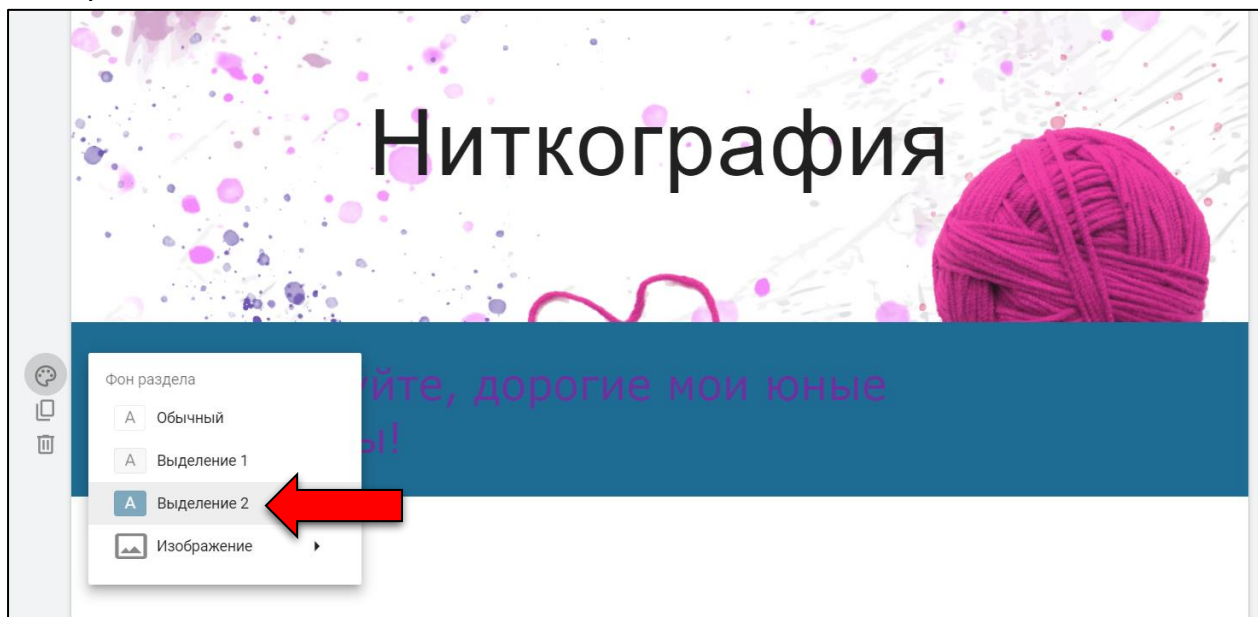 Ниткография
Фон раздела
A Обычный
A Выделение 1
A Выделение 2
Изображение
йте, дорогие мои юные
ы!